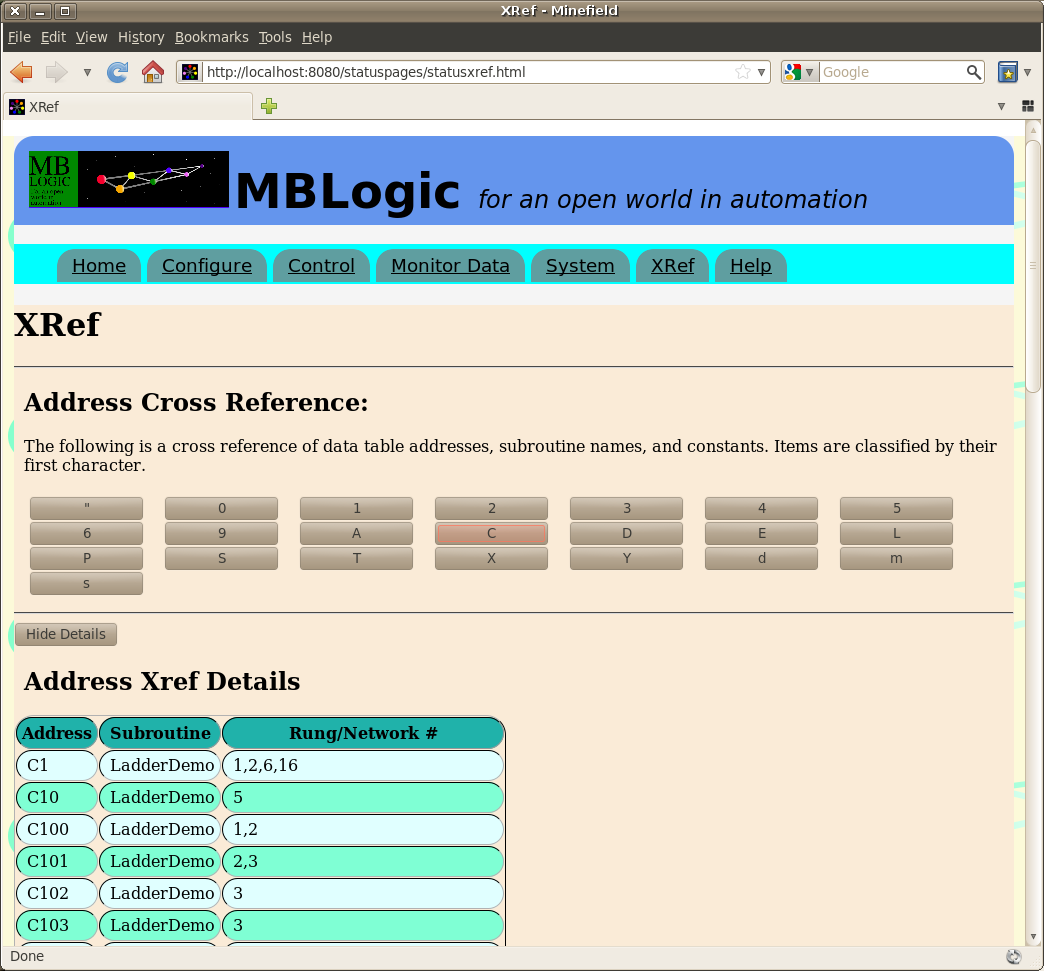 XRef - Minefield
File Edit View History Bookmarks Tools Help
http://localhost:8080/statuspages/statusxref.html Google
XRef
MB
LOGIC
MBLogic for an open world in automation
Home Configure Control Monitor Data System XRef Help
XRef
Address Cross Reference:
The following is a cross reference of data table addresses, subroutine names, and constants. Items are classified by their
first character.
" 0 1 2 3 4 5
6 9 A C D E L
P S T X Y d m
s
Hide Details
Address Xref Details
Address Subroutine Rung/Network #
C1 LadderDemo 1,2,6,16
C10 LadderDemo 5
C100 LadderDemo 1,2
C101 LadderDemo 2,3
C102 LadderDemo 3
C103 LadderDemo 3
Done